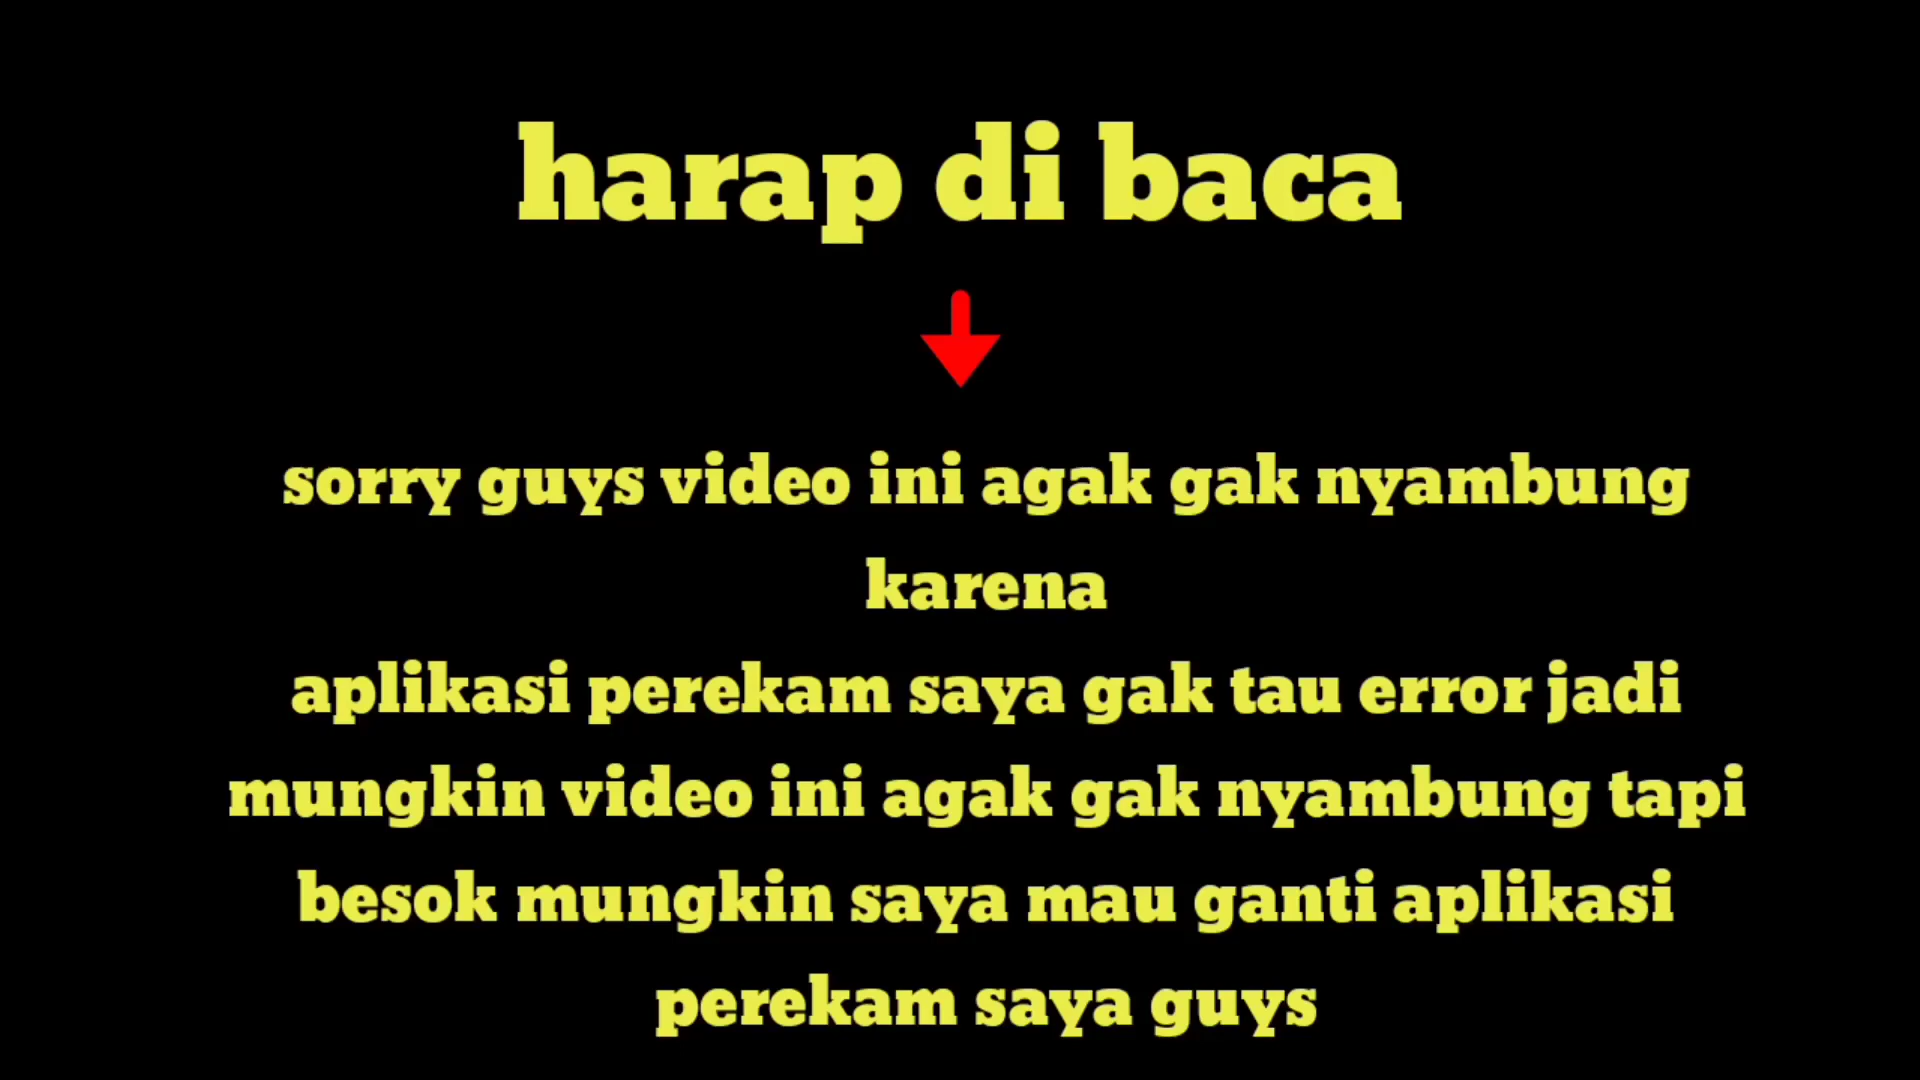 harap di baca
sorry guys video ini agak gak nyambung
karena
aplikasi perekam saya gak tau error jadi
mungkin video ini agak gak nyambung tapi
besok mungkin saya mau ganti aplikasi
perekam saya guys